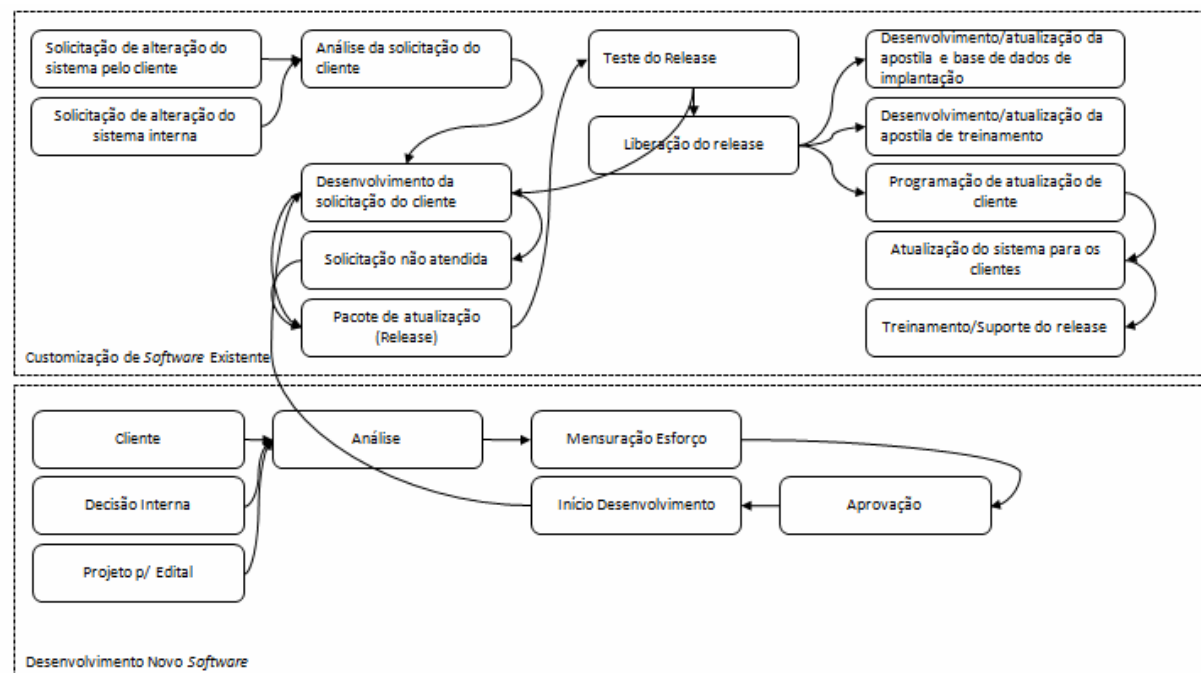 Solicitação de alteração do
sistema pelo cliente
Solicitação de alteração do
sistema interna
Análise da solicitação do
cliente
Desenvolvimento da
solicitação do cliente
Solicitação não atendida
Pacote de atualização
(Release)
Teste do Release
Liberação do release
Desenvolvimento/atualização da
apostila e base de dados de
implantação
Desenvolvimento/atualização da
apostila de treinamento
Programação de atualização de
cliente
Atualização do sistema para os
clientes
Treinamento/Suporte do release
Customização de Software Existente
Cliente
Decisão Interna
Projeto p/ Edital
Análise
Mensuração Esforço
Início Desenvolvimento
Aprovação
Desenvolvimento Novo Software